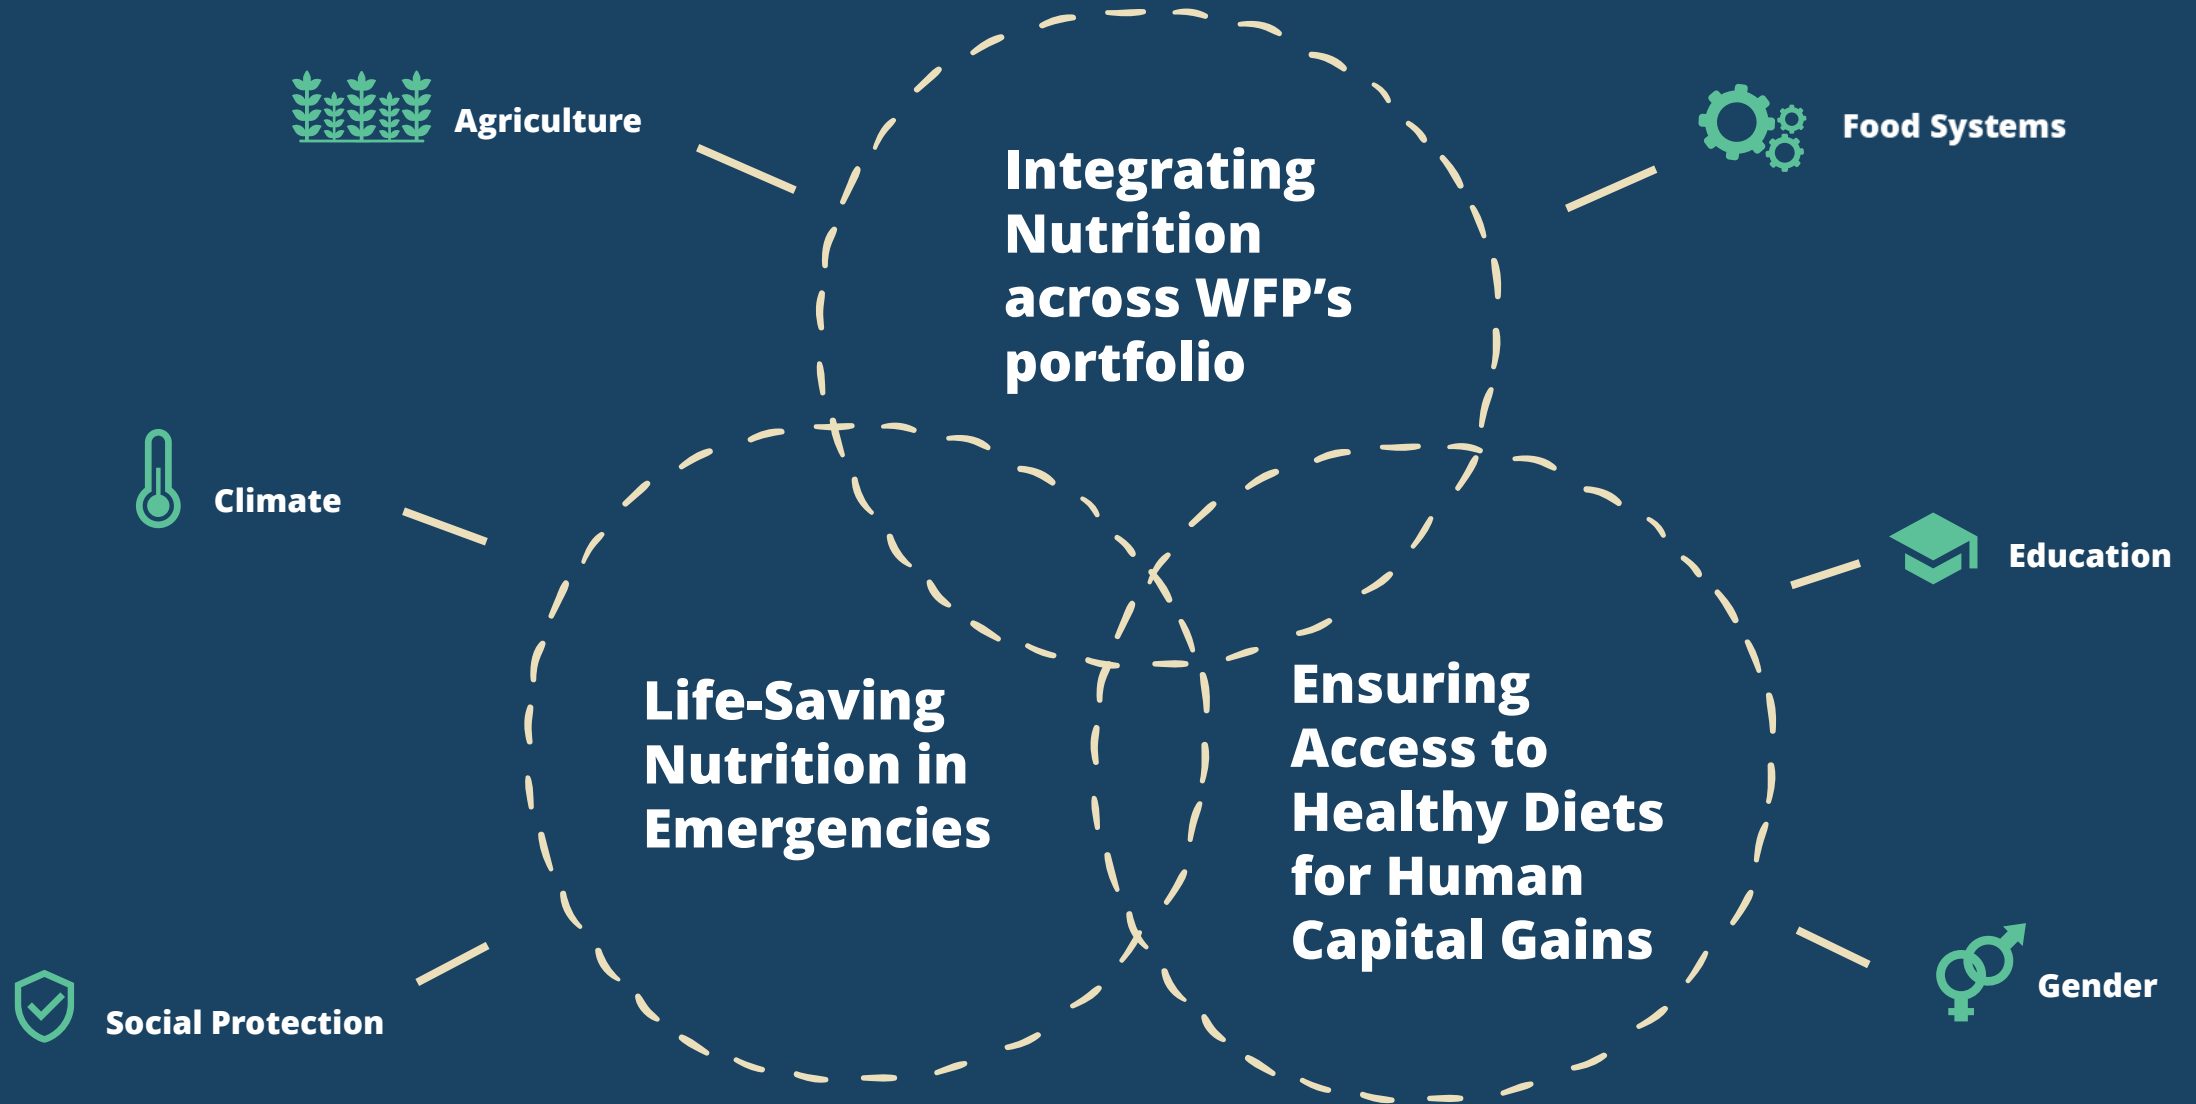 Agriculture
Food Systems
Integrating
Nutrition
across WFP’s
portfolio
Climate
Education
Life-Saving
Nutrition in
Emergencies
Ensuring
Access to
Healthy Diets
for Human
Capital Gains
Social Protection
Gender